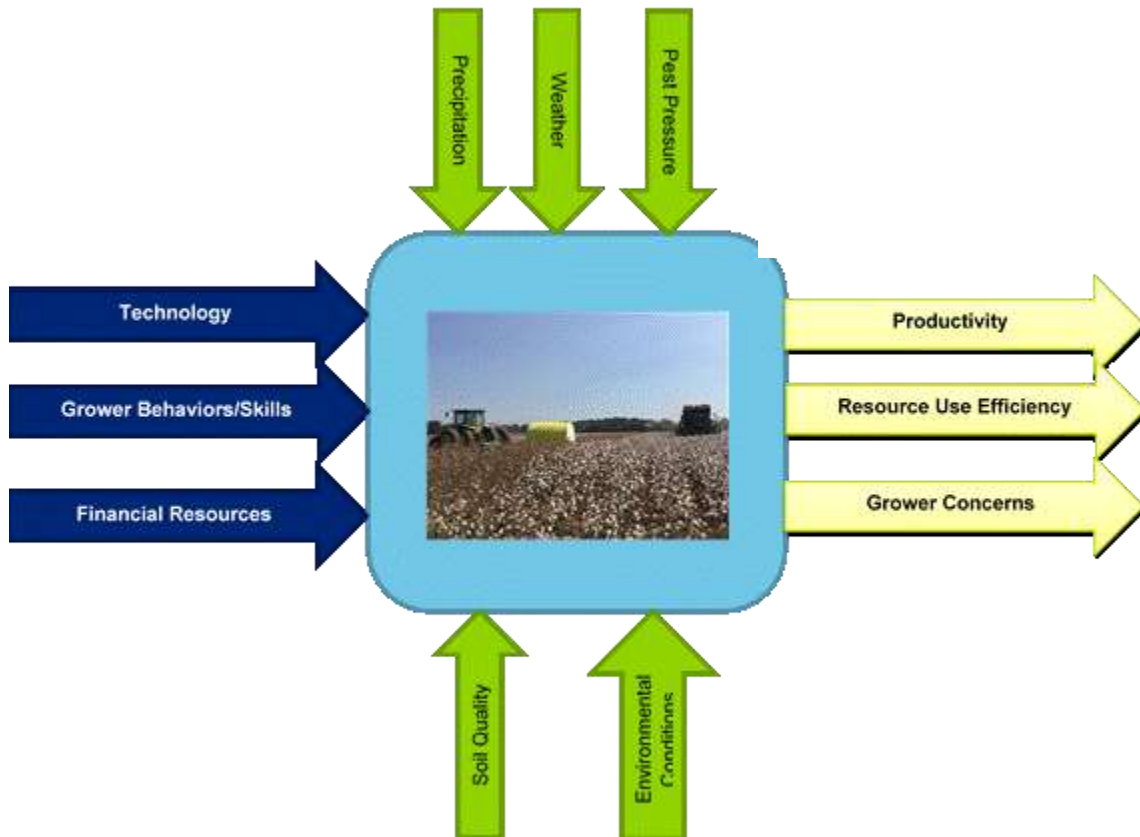 Precipitation
Weather
Pest Pressure
Technology
Grower Behaviors/Skills
Financial Resources
Productivity
Resource Use Efficiency
Grower Concerns
Soil Quality
Environmental
Conditions